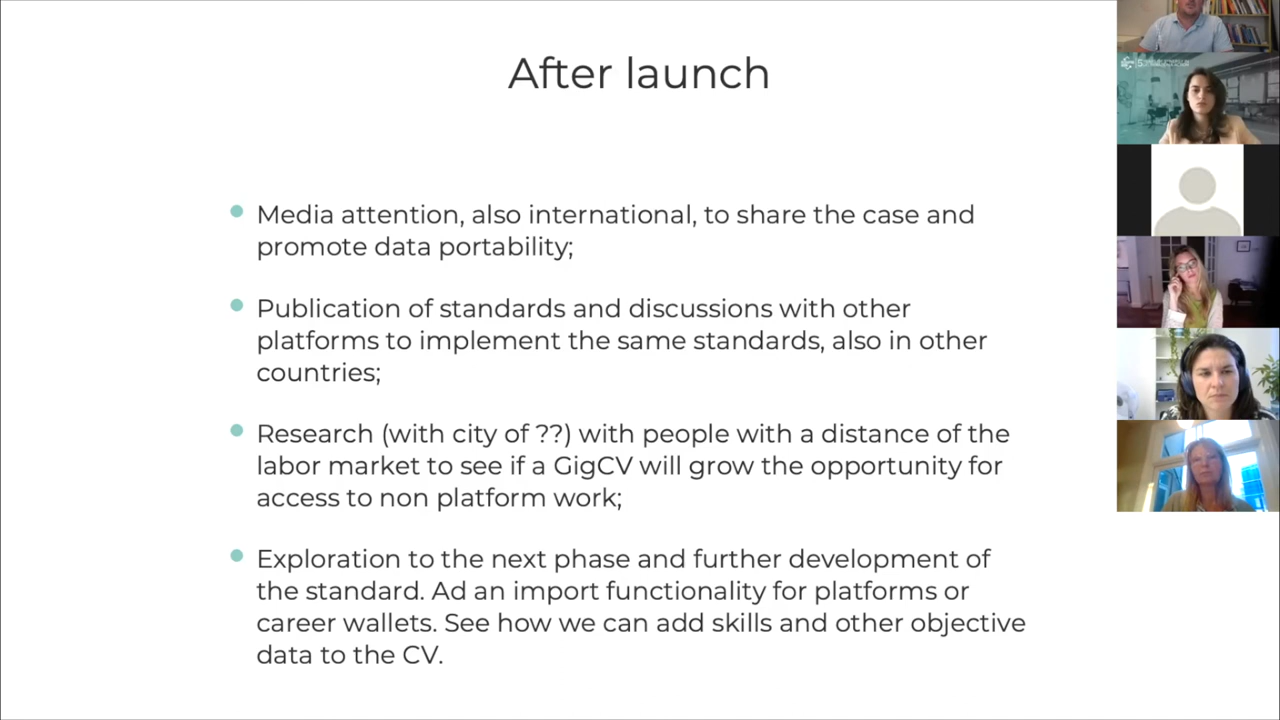 After launch
Media attention, also international, to share the case and
promote data portability;
Publication of standards and discussions with other
platforms to implement the same standards, also in other
countries;
Research (with city of ??) with people with a distance of the
labor market to see if a GigCV will grow the opportunity for
access to non platform work;
Exploration to the next phase and further development of
the standard. Ad an import functionality for platforms or
career wallets. See how we can add skills and other objective
data to the CV.